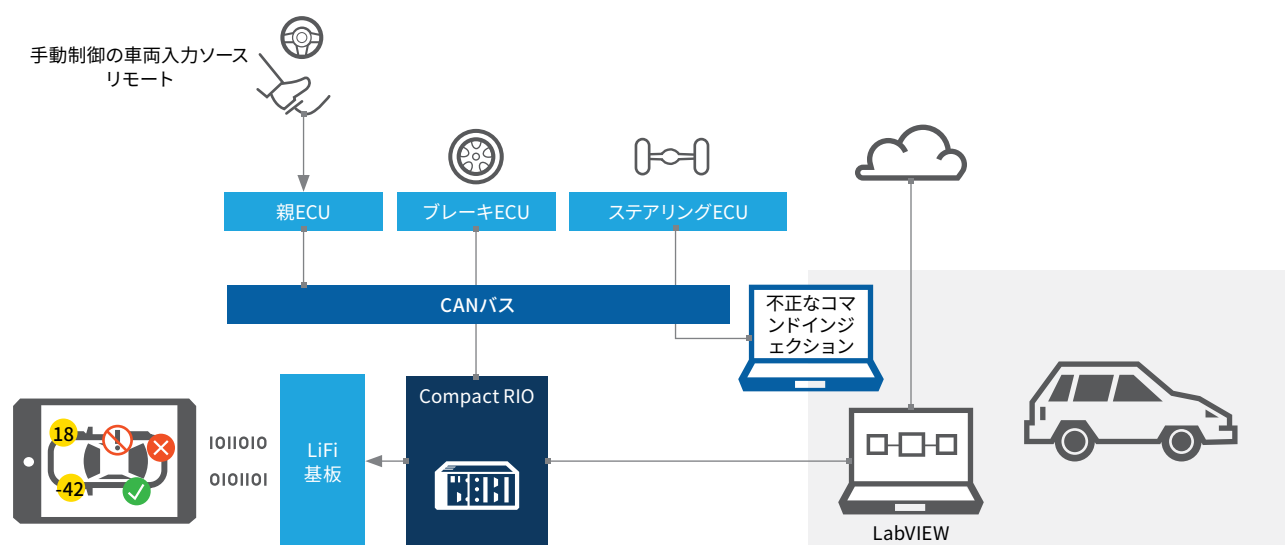 手動制御の車両入力ソース
リモート
親ECU
ブレーキECU
ステアリングECU
CANバス
不正なコマ
ンドインジ
ェクション
Compact RIO
LiFi
基板
18
-42
!
1011010
0101101
LabVIEW